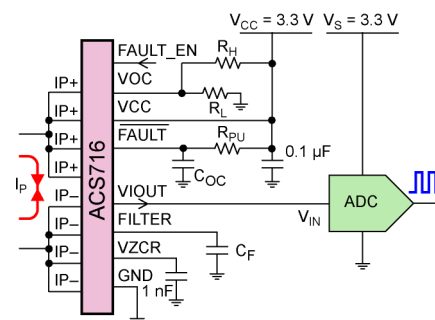 V_CC = 3.3 V
V_S = 3.3 V
FAULT_EN
R_H
IP+
VOC
IP+
R_L
VCC
IP+
FAULT
R_PU
IP+
0.1 µF
I_P
C_OC
ACS716
IP–
VIOUT
ADC
V_IN
IP–
FILTER
IP–
VZCR
C_F
IP–
GND
1 nF